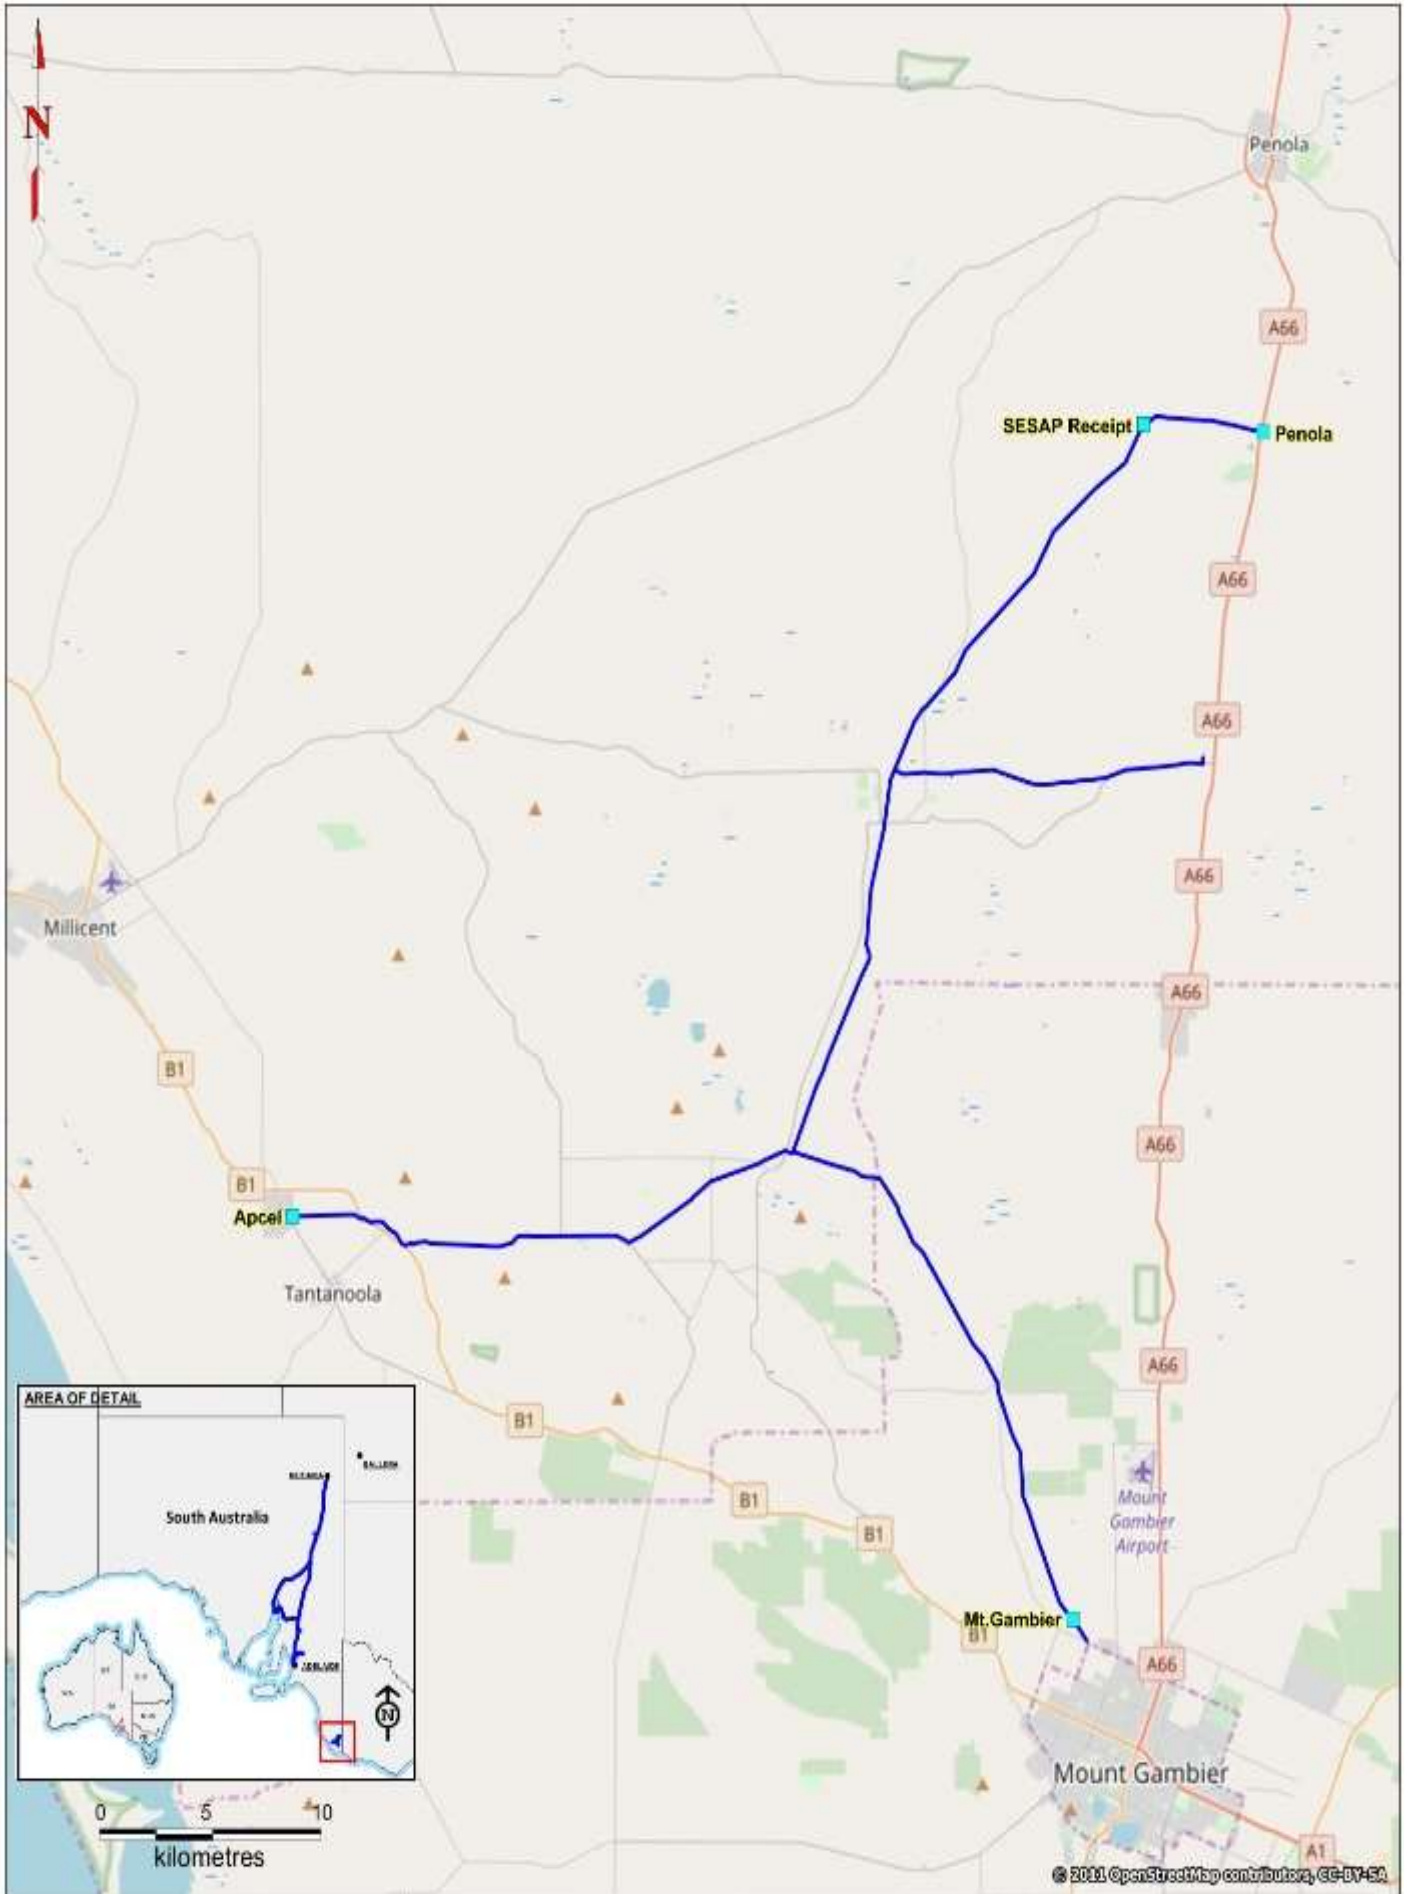 N
Penola
A66
SESAP Receipt
Penola
A66
A66
A66
Millicent
A66
B1
A66
B1
Apcel
Tantanoola
A66
AREA OF DETAIL
B1
South Australia
B1
Mount
Gambier
Airport
B1
Mt.Gambier
B1
ADELAIDE
N
A66
Mount Gambier
0 5 10
kilometres
A1
© 2011 OpenStreetMap contributors, CC-BY-SA